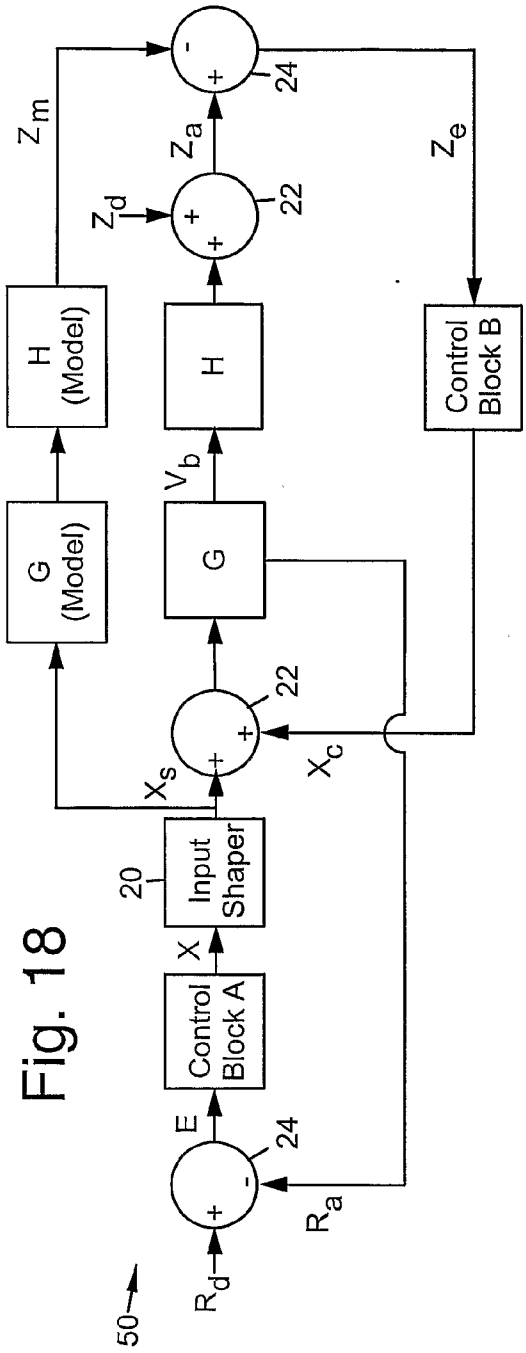 Fig. 18
50
R_d
+
-
24
R_a
E
Control
Block A
X
20
Input
Shaper
X_s
+
+
22
X_c
G
(Model)
H
(Model)
Z_m
G
V_b
H
Z_d
+
+
22
Z_a
-
+
24
Z_e
Control
Block B